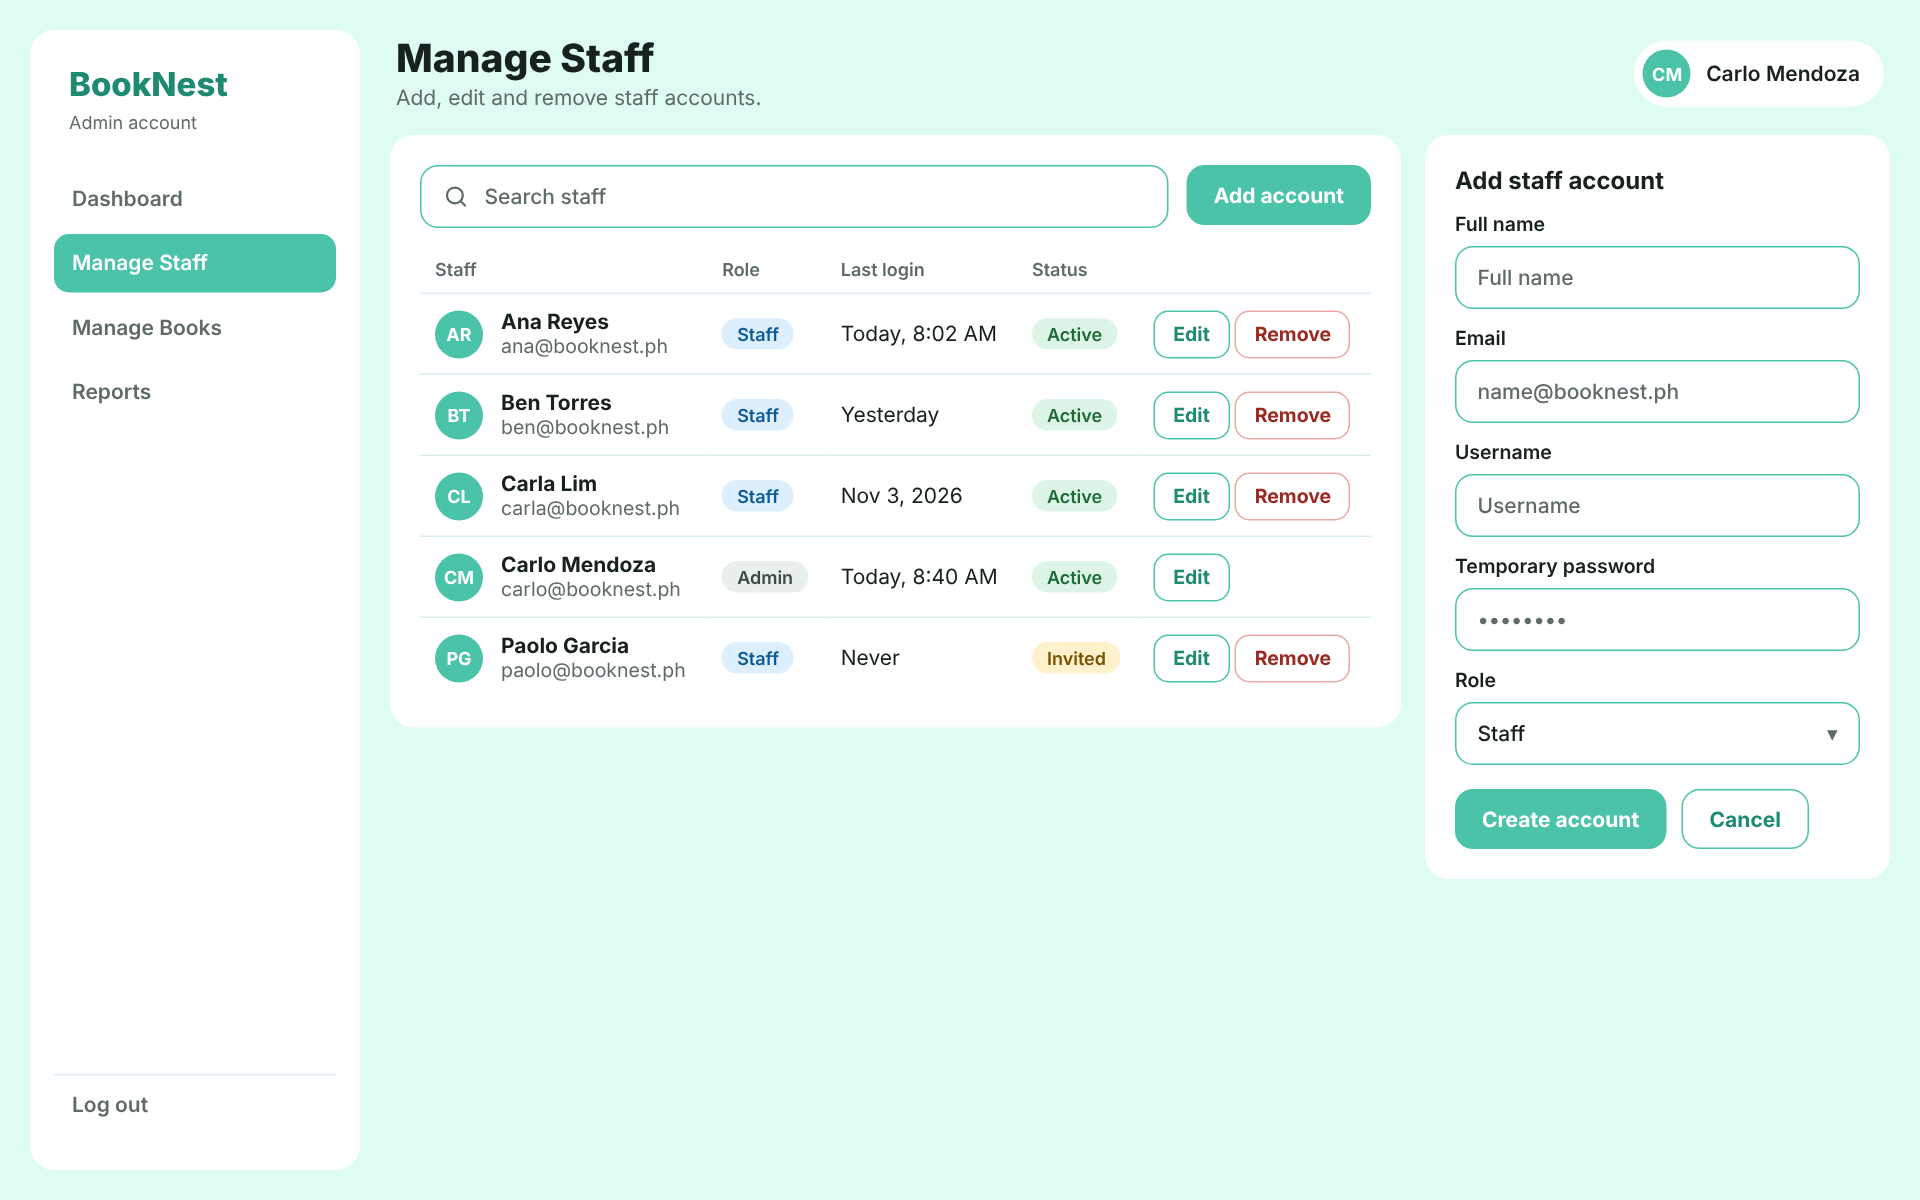 BookNest
Admin account
Dashboard
Manage Staff
Manage Books
Reports
Log out
Manage Staff
Add, edit and remove staff accounts.
CM Carlo Mendoza
Search staff
Add account
Staff Role Last login Status
AR Ana Reyes Staff Today, 8:02 AM Active Edit Remove
ana@booknest.ph
BT Ben Torres Staff Yesterday Active Edit Remove
ben@booknest.ph
CL Carla Lim Staff Nov 3, 2026 Active Edit Remove
carla@booknest.ph
CM Carlo Mendoza Admin Today, 8:40 AM Active Edit
carlo@booknest.ph
PG Paolo Garcia Staff Never Invited Edit Remove
paolo@booknest.ph
Add staff account
Full name
Full name
Email
name@booknest.ph
Username
Username
Temporary password
••••••••
Role
Staff ▼
Create account Cancel